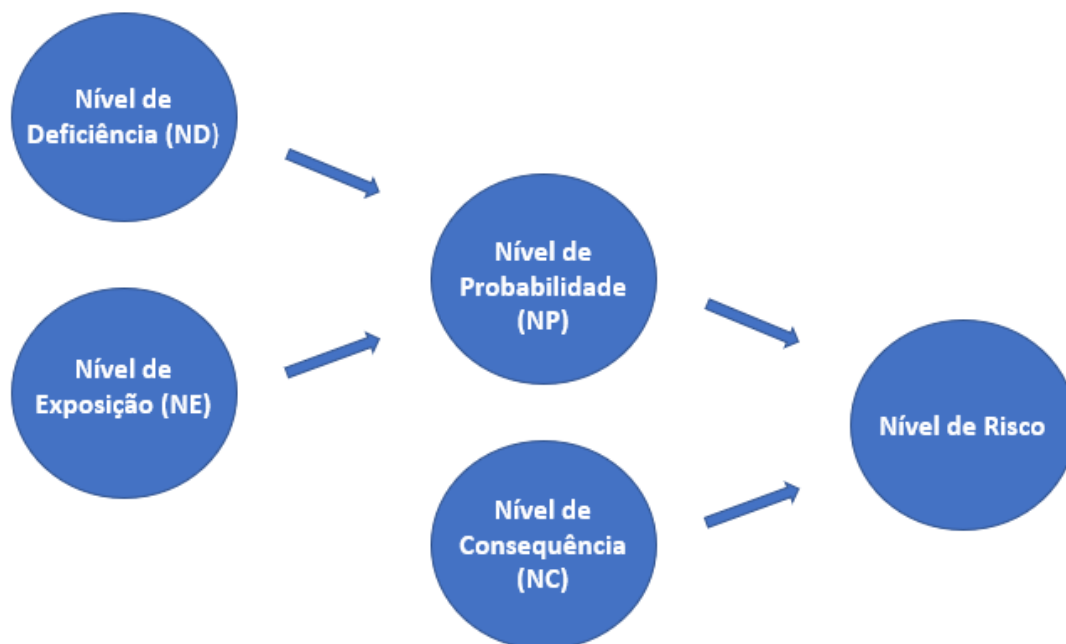 Nível de
Deficiência (ND)
Nível de
Exposição (NE)
Nível de
Probabilidade
(NP)
Nível de
Consequência
(NC)
Nível de Risco